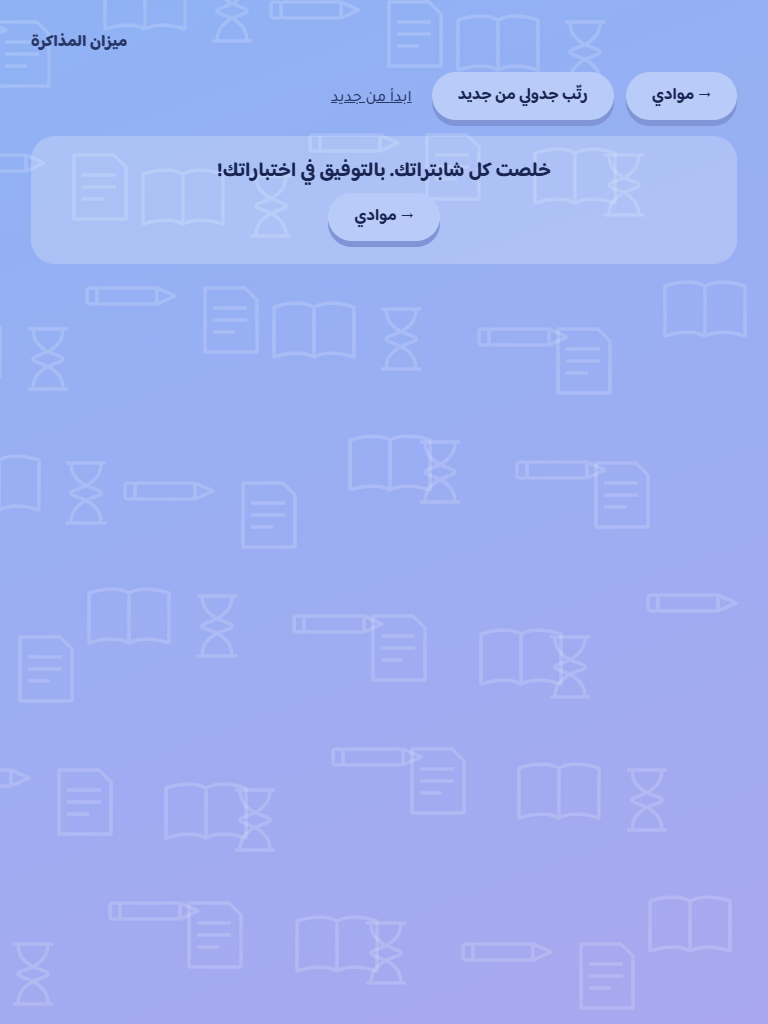 ميزان المذاكرة
→ موادي
رتّب جدولي من جديد
ابدأ من جديد
خلصت كل شابتراتك. بالتوفيق في اختباراتك!
→ موادي